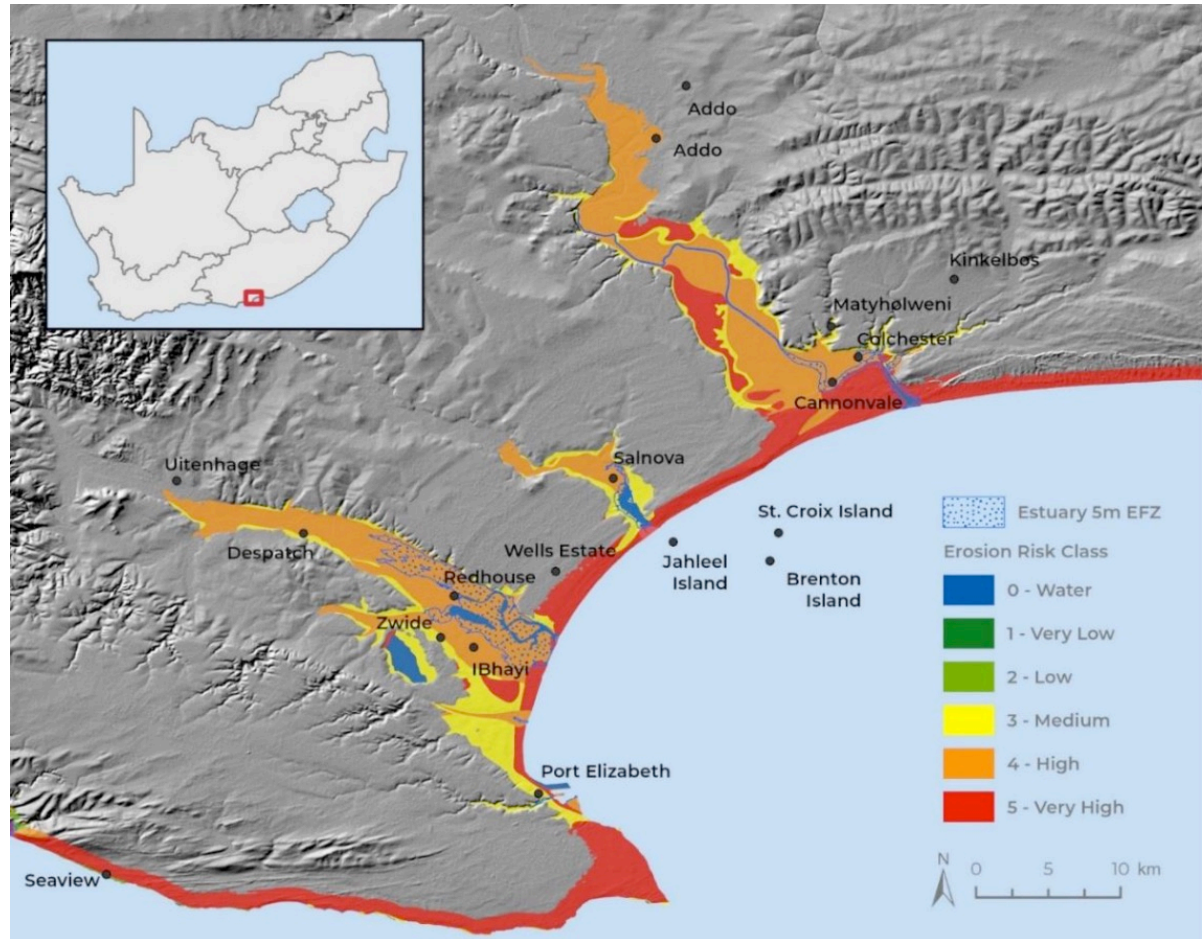 Addo
Addo
Kinkelbos
Matyholweni
Colchester
Cannonvale
Uitenhage
Salnova
St. Croix Island
Estuary 5m EFZ
Despatch
Wells Estate
Jahleel
Island
Brenton
Island
Erosion Risk Class
Redhouse
0 - Water
Zwide
1 - Very Low
IBhayi
2 - Low
3 - Medium
Port Elizabeth
4 - High
5 - Very High
Seaview
N
0 5 10 km